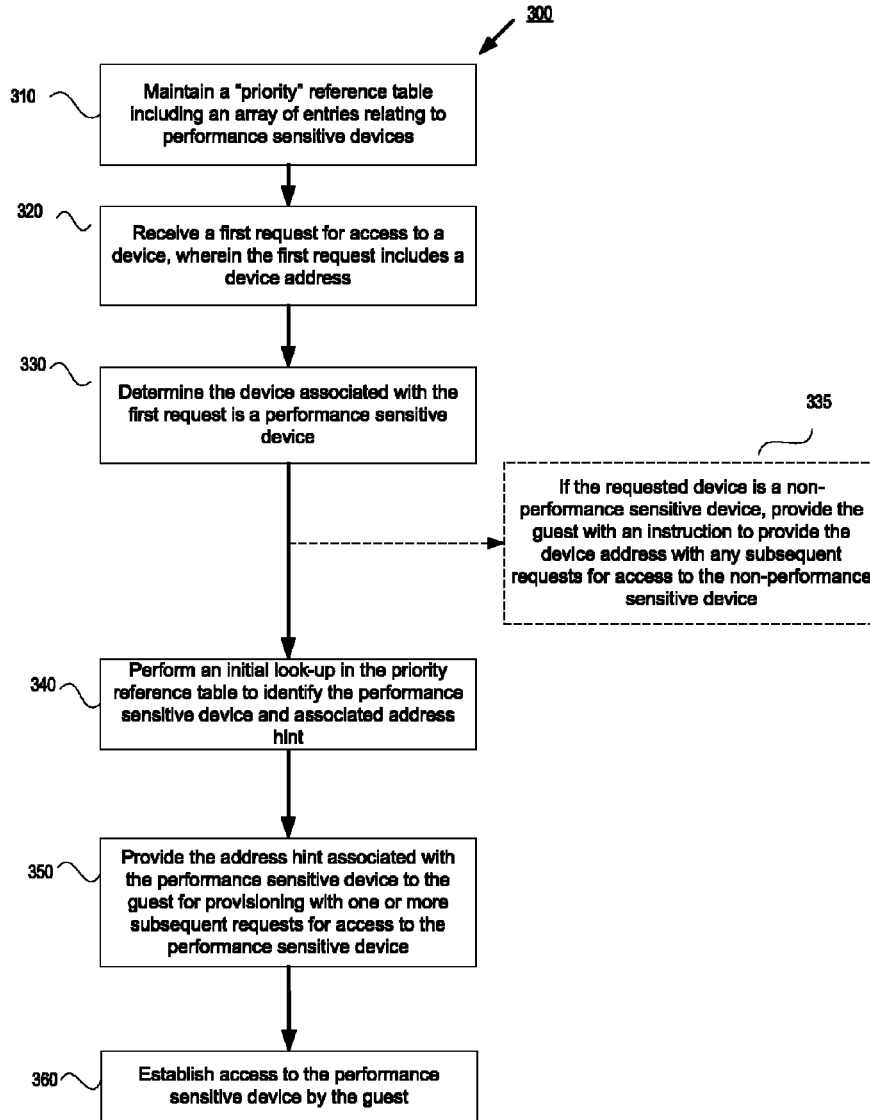 300
310
Maintain a "priority" reference table
including an array of entries relating to
performance sensitive devices
320
Receive a first request for access to a
device, wherein the first request includes a
device address
330
Determine the device associated with the
first request is a performance sensitive
device
335
If the requested device is a non-
performance sensitive device, provide the
guest with an instruction to provide the
device address with any subsequent
requests for access to the non-performance
sensitive device
340
Perform an initial look-up in the priority
reference table to identify the performance
sensitive device and associated address
hint
350
Provide the address hint associated with
the performance sensitive device to the
guest for provisioning with one or more
subsequent requests for access to the
performance sensitive device
360
Establish access to the performance
sensitive device by the guest